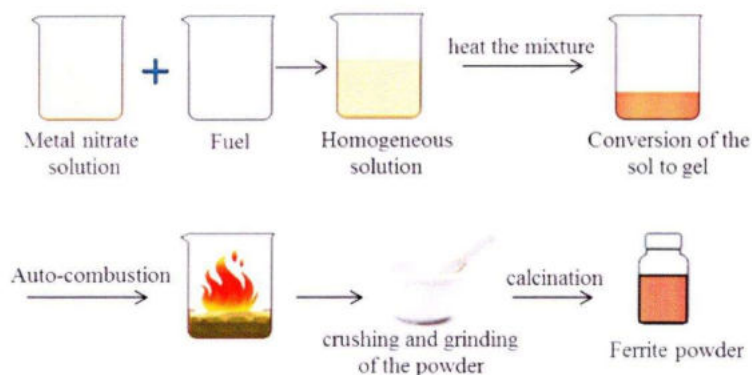 heat the mixture
Metal nitrate
solution
Fuel
Homogeneous
solution
Conversion of the
sol to gel
Auto-combustion
crushing and grinding
of the powder
calcination
Ferrite powder